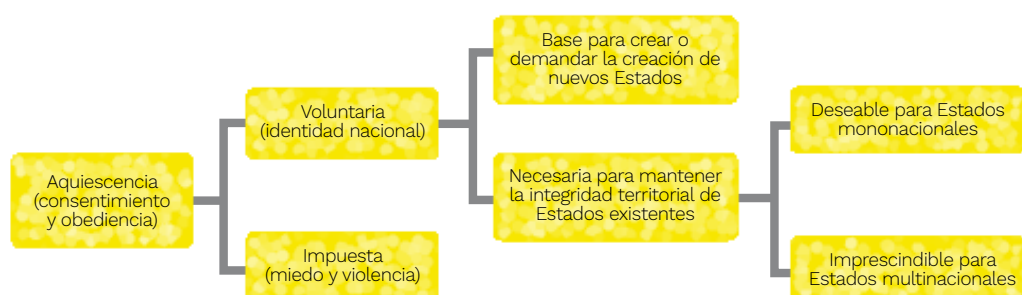 Aquiescencia
(consentimiento
y obediencia)
Voluntaria
(identidad nacional)
Impuesta
(miedo y violencia)
Base para crear o
demandar la creación de
nuevos Estados
Necesaria para mantener
la integridad territorial de
Estados existentes
Deseable para Estados
mononacionales
Imprescindible para
Estados multinacionales